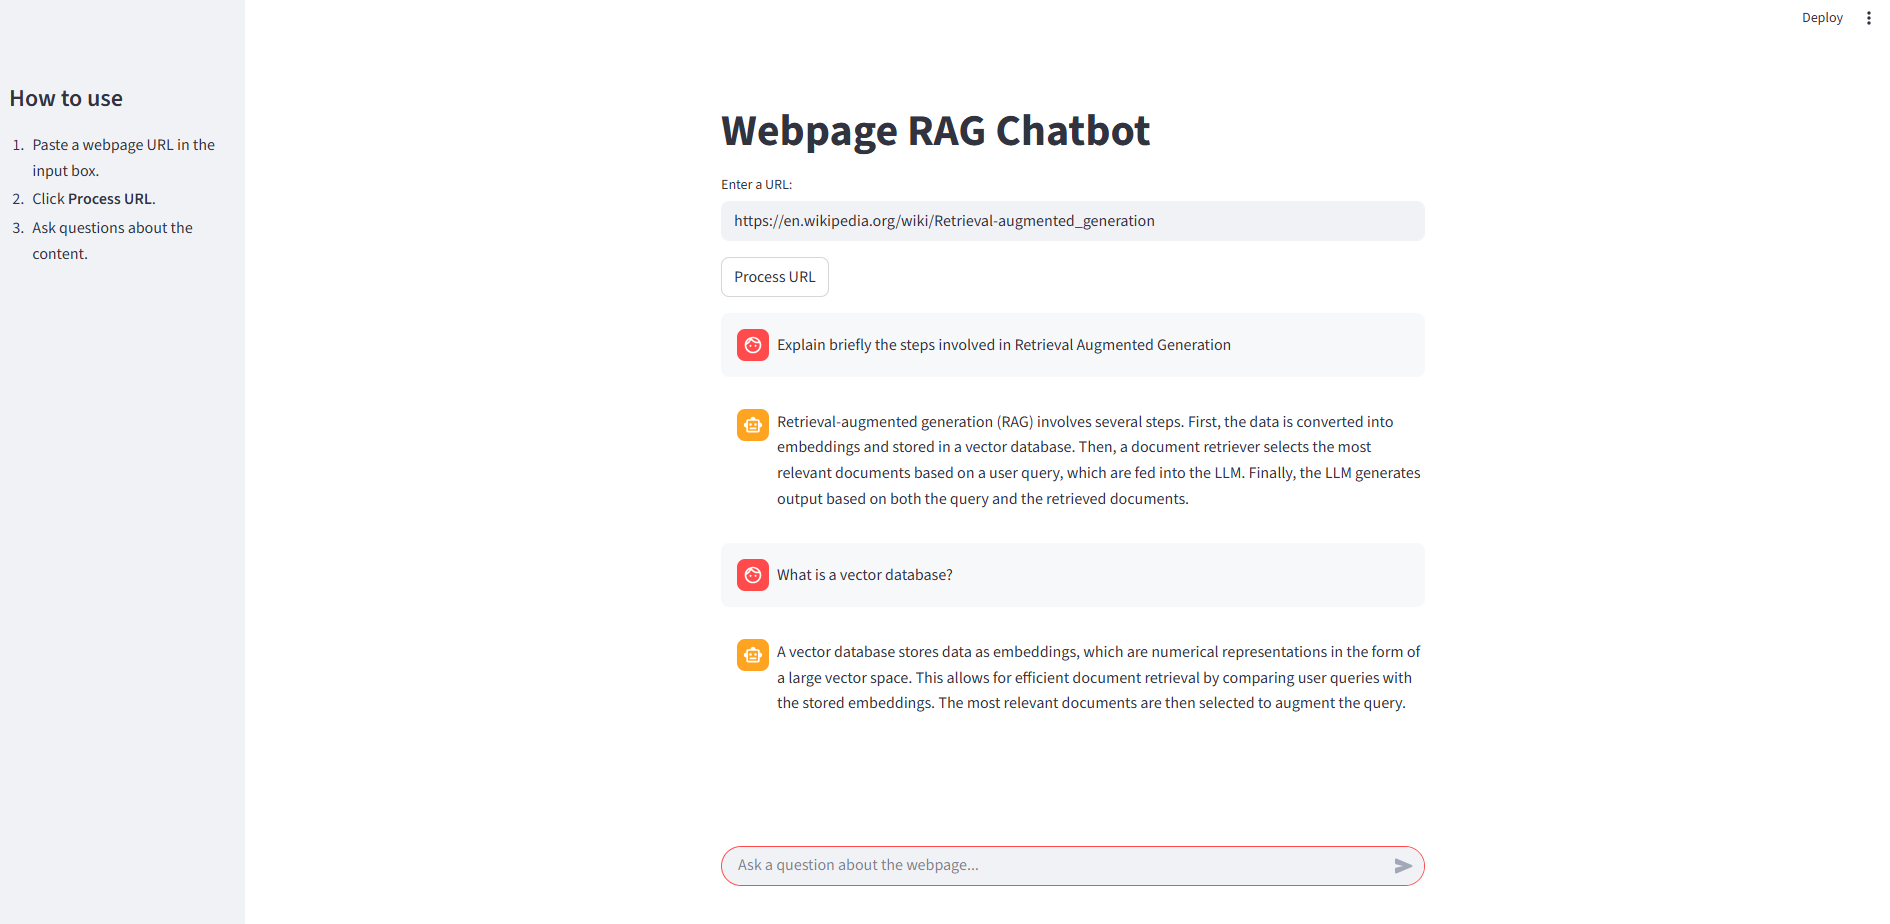 Deploy
How to use
1. Paste a webpage URL in the
input box.
2. Click Process URL.
3. Ask questions about the
content.
Webpage RAG Chatbot
Enter a URL:
https://en.wikipedia.org/wiki/Retrieval-augmented_generation
Process URL
Explain briefly the steps involved in Retrieval Augmented Generation
Retrieval-augmented generation (RAG) involves several steps. First, the data is converted into
embeddings and stored in a vector database. Then, a document retriever selects the most
relevant documents based on a user query, which are fed into the LLM. Finally, the LLM generates
output based on both the query and the retrieved documents.
What is a vector database?
A vector database stores data as embeddings, which are numerical representations in the form of
a large vector space. This allows for efficient document retrieval by comparing user queries with
the stored embeddings. The most relevant documents are then selected to augment the query.
Ask a question about the webpage...